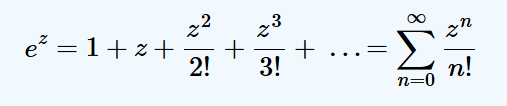 e^z = 1 + z + z^2/2! + z^3/3! + … = ∑_{n=0}^{∞} z^n/n!